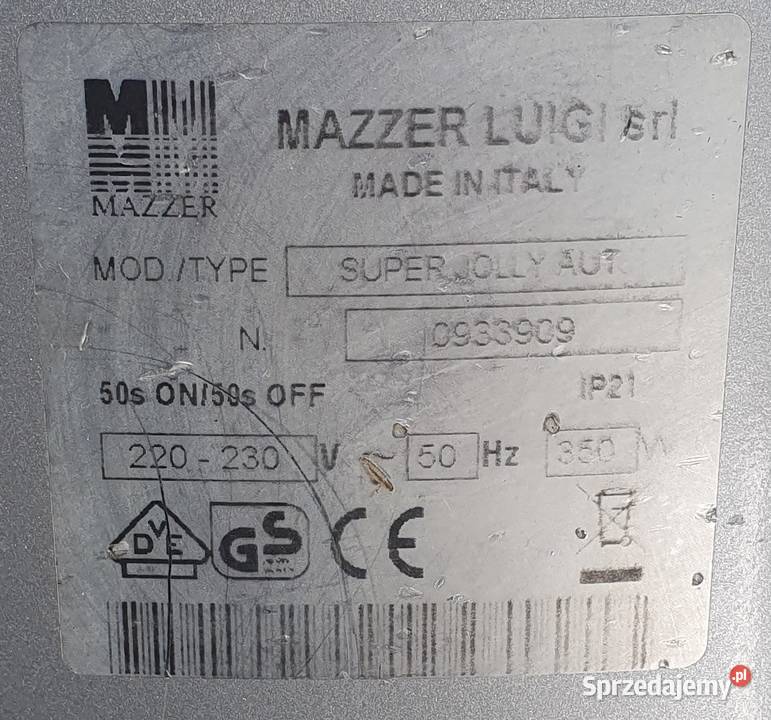 MAZZER
MAZZER LUIGI srl
MADE IN ITALY
MOD./TYPE SUPER JOLLY AUT.
N. 0933909
50s ON/50s OFF IP21
220 - 230 V ~ 50 Hz 350 W
DVE GS CE
Sprzedajemy.pl